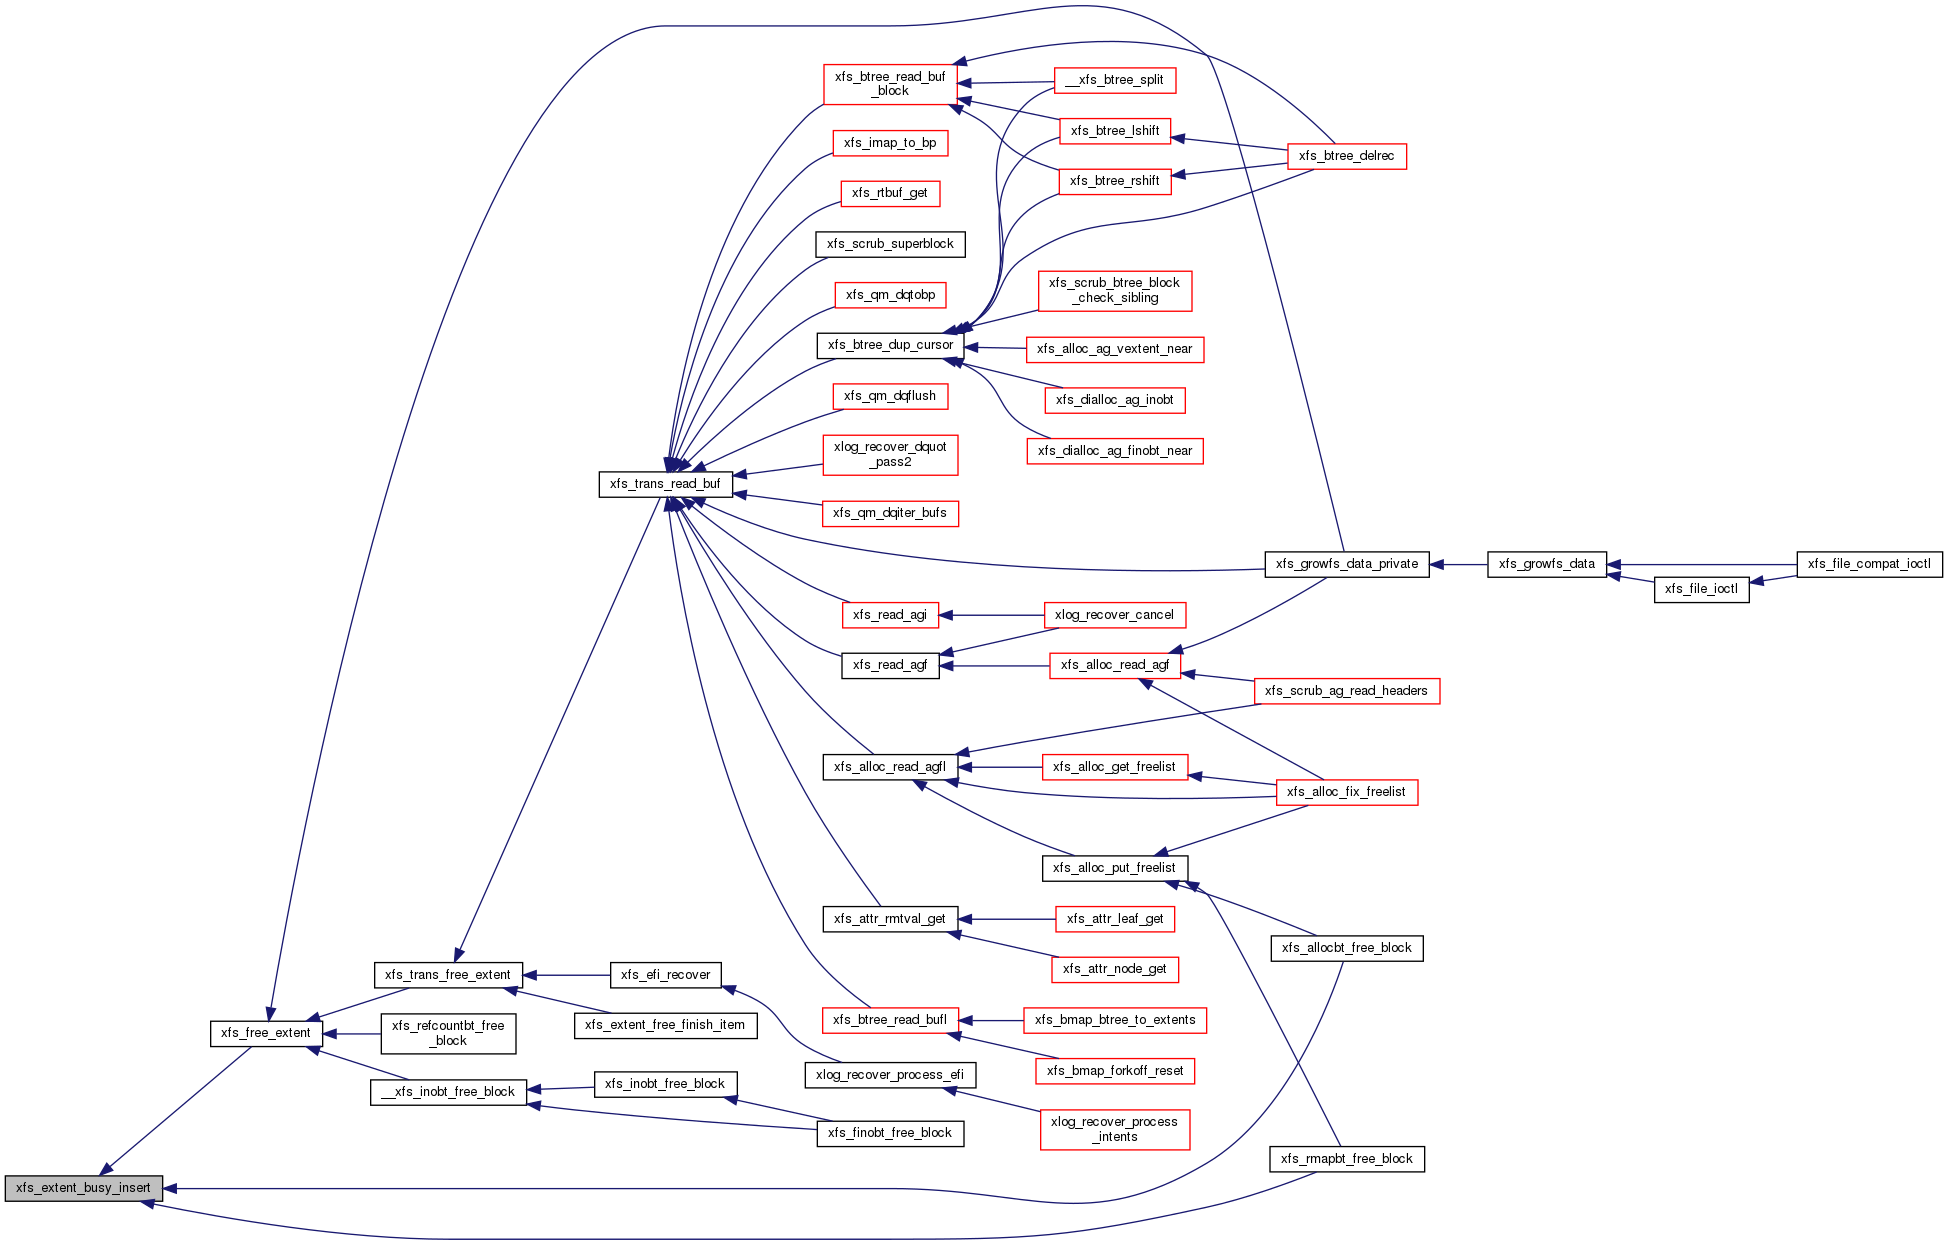 xfs_btree_read_buf
_block
__xfs_btree_split
xfs_btree_lshift
xfs_imap_to_bp
xfs_btree_delrec
xfs_btree_rshift
xfs_rtbuf_get
xfs_scrub_superblock
xfs_scrub_btree_block
_check_sibling
xfs_qm_dqtobp
xfs_btree_dup_cursor
xfs_alloc_ag_vextent_near
xfs_qm_dqflush
xfs_dialloc_ag_inobt
xlog_recover_dquot
_pass2
xfs_dialloc_ag_finobt_near
xfs_trans_read_buf
xfs_qm_dqiter_bufs
xfs_growfs_data_private
xfs_growfs_data
xfs_file_compat_ioctl
xfs_file_ioctl
xfs_read_agi
xlog_recover_cancel
xfs_read_agf
xfs_alloc_read_agf
xfs_scrub_ag_read_headers
xfs_alloc_read_agfl
xfs_alloc_get_freelist
xfs_alloc_fix_freelist
xfs_alloc_put_freelist
xfs_attr_rmtval_get
xfs_attr_leaf_get
xfs_allocbt_free_block
xfs_attr_node_get
xfs_trans_free_extent
xfs_efi_recover
xfs_btree_read_bufl
xfs_bmap_btree_to_extents
xfs_extent_free_finish_item
xfs_free_extent
xfs_refcountbt_free
_block
xfs_bmap_forkoff_reset
xlog_recover_process_efi
xfs_inobt_free_block
__xfs_inobt_free_block
xlog_recover_process
_intents
xfs_finobt_free_block
xfs_rmapbt_free_block
xfs_extent_busy_insert